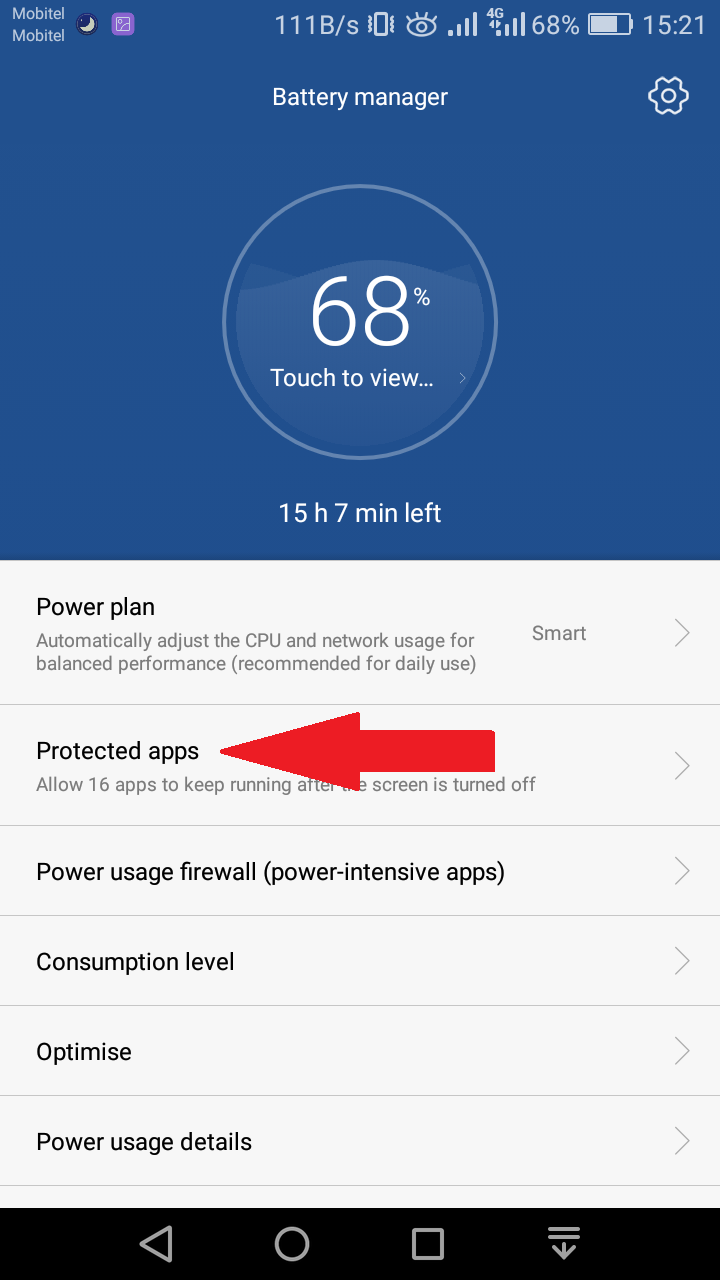 Mobitel
Mobitel
111B/s 4G 68% 15:21
Battery manager
68%
Touch to view...
15 h 7 min left
Power plan
Automatically adjust the CPU and network usage for
balanced performance (recommended for daily use)
Smart
Protected apps
Allow 16 apps to keep running after the screen is turned off
Power usage firewall (power-intensive apps)
Consumption level
Optimise
Power usage details